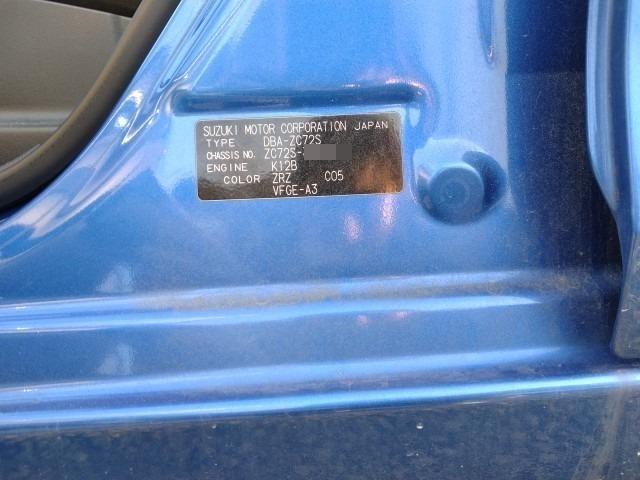 SUZUKI MOTOR CORPORATION JAPAN
TYPE DBA-ZC72S
CHASSIS NO. ZC72S-
ENGINE K12B
COLOR ZRZ C05
VFGE-A3